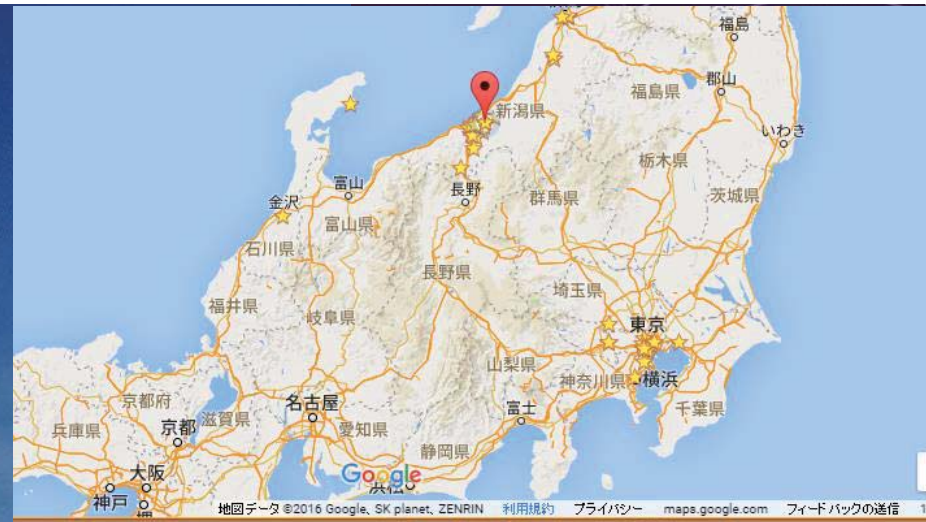 福島
郡山
新潟県
福島県
いわき
栃木県
富山
長野
群馬県
茨城県
金沢
富山県
石川県
長野県
埼玉県
福井県
岐阜県
東京
山梨県
神奈川県
横浜
京都府
名古屋
富士
千葉県
兵庫県
京都
滋賀県
愛知県
静岡県
大阪
Google
浜松
神戸
堺
地図データ ©2016 Google、SK planet、ZENRIN 利用規約 プライバシー maps.google.com フィードバックの送信 1